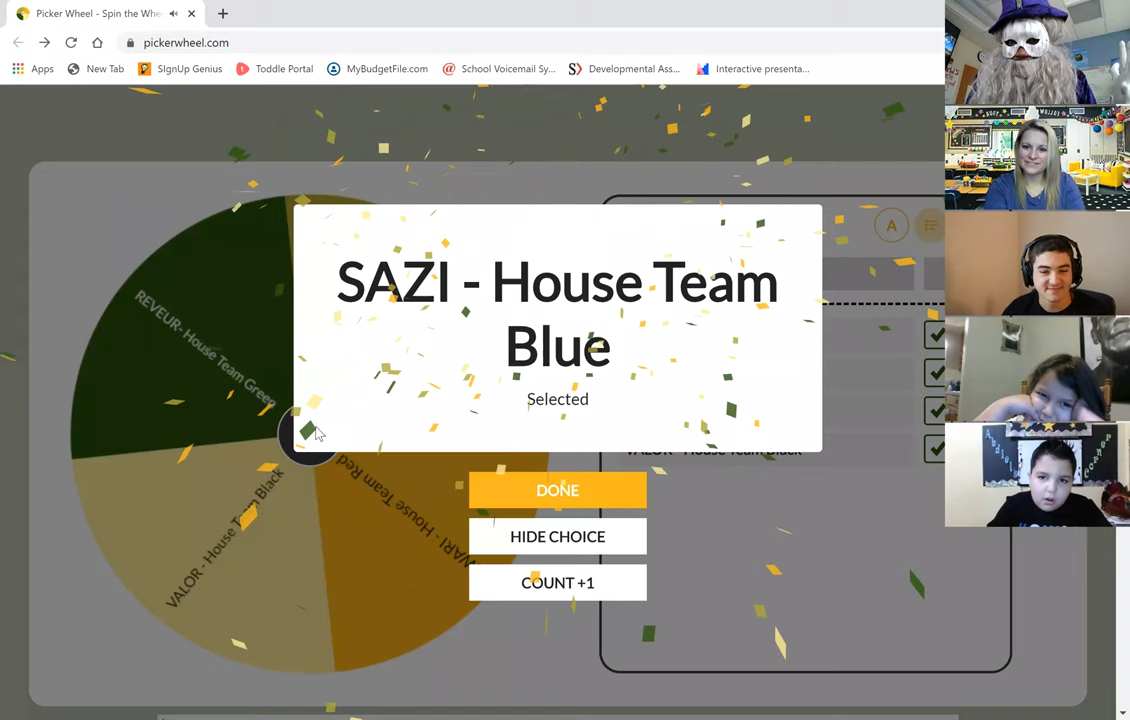 Picker Wheel - Spin the Whe
pickerwheel.com
Apps
New Tab
SIgnUp Genius
Toddle Portal
MyBudgetFile.com
School Voicemail Sy...
Developmental Ass...
Interactive presenta...
A
SAZI - House Team
Blue
Selected
REVEUR- House Team Green
VALOR - House Team Black
WARI - House Team Red
VALOR - House Team Black
DONE
HIDE CHOICE
COUNT +1